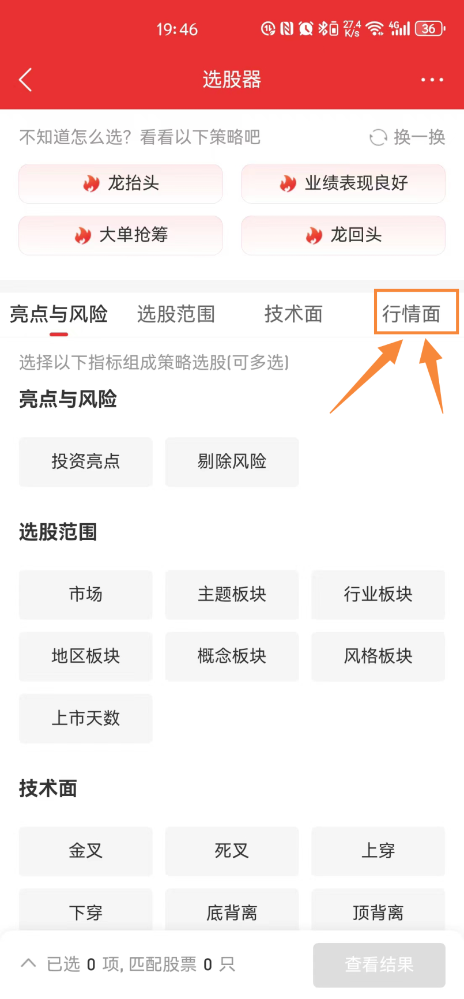 19:46
27.4
K/s
4G
36
选股器
不知道怎么选？看看以下策略吧 换一换
龙抬头 业绩表现良好
大单抢筹 龙回头
亮点与风险 选股范围 技术面 行情面
选择以下指标组成策略选股(可多选)
亮点与风险
投资亮点 剔除风险
选股范围
市场 主题板块 行业板块
地区板块 概念板块 风格板块
上市天数
技术面
金叉 死叉 上穿
下穿 底背离 顶背离
已选 0 项, 匹配股票 0 只 查看结果